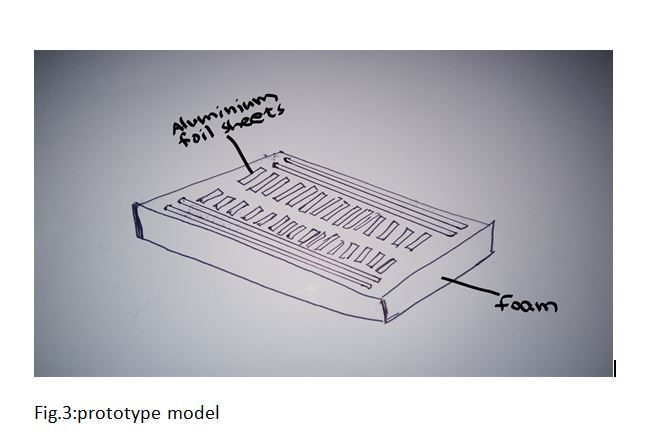 Aluminium
foil sheets
foam
Fig.3:prototype model